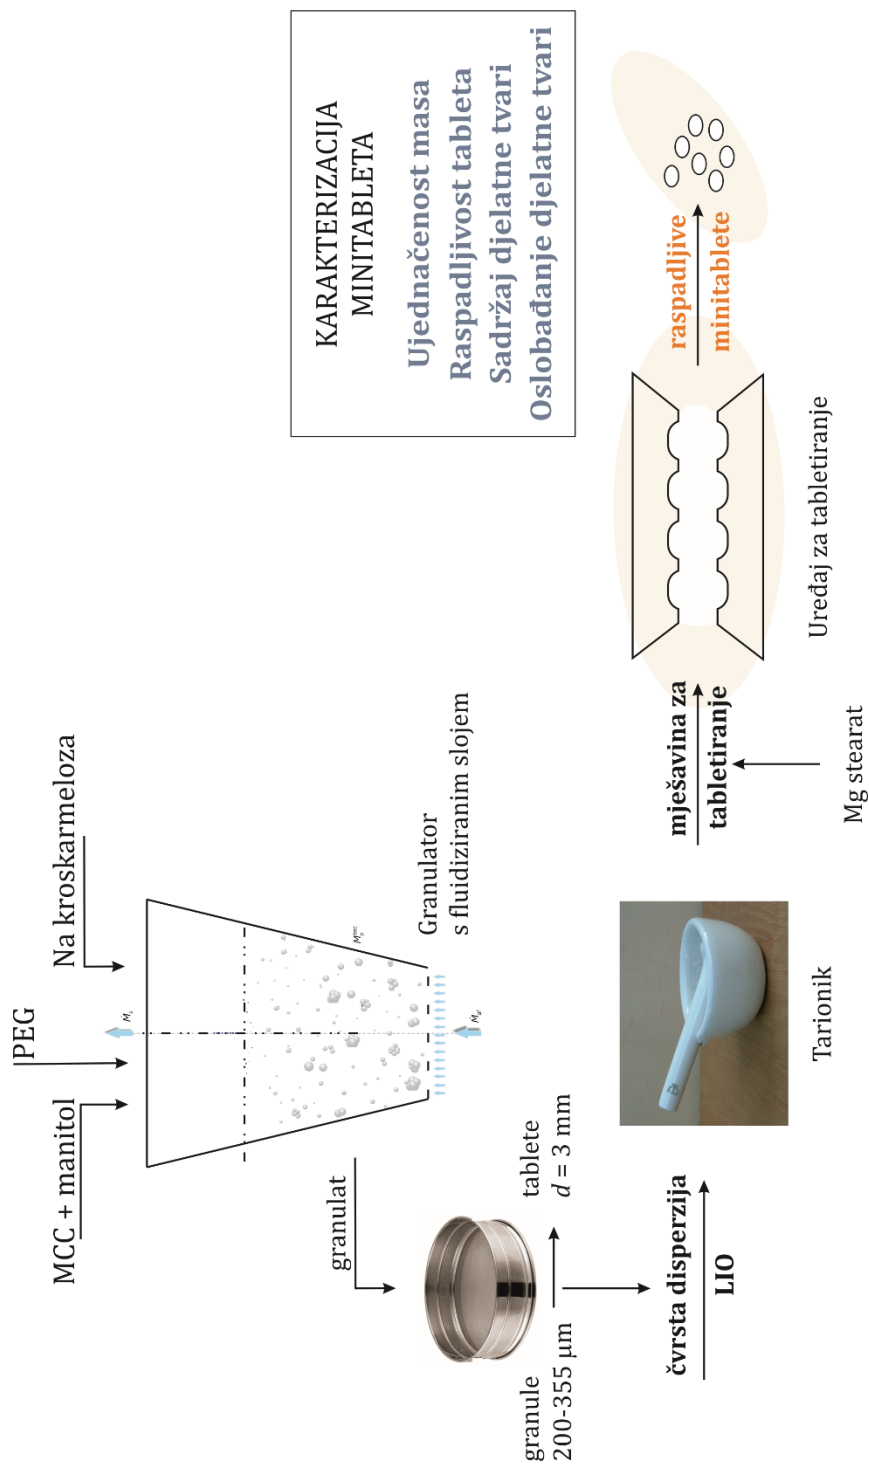 MCC + manitol
PEG
Na kroskarmeloza
Granulator
s fluidiziranim slojem
granulat
granule
200-355 µm
tablete
d = 3 mm
čvrsta disperzija
LIO
Tarionik
mješavina za
tabletiranje
Mg stearat
Uređaj za tabletiranje
raspadljive
minitablete
KARAKTERIZACIJA
MINITABLETA
Ujednačenost masa
Raspadljivost tableta
Sadržaj djelatne tvari
Oslobađanje djelatne tvari